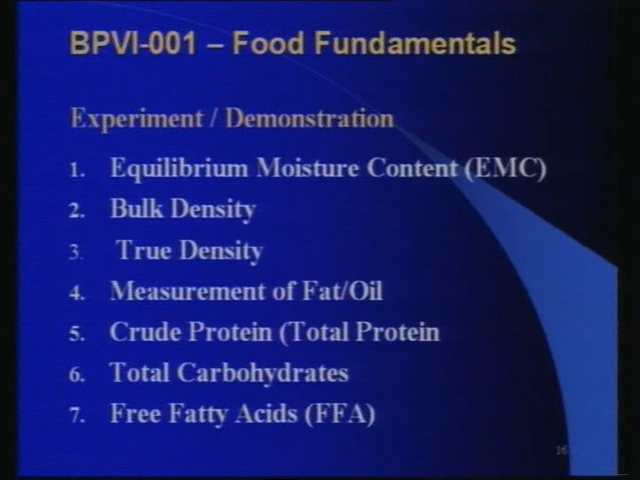 BPVI-001 – Food Fundamentals
Experiment / Demonstration
1. Equilibrium Moisture Content (EMC)
2. Bulk Density
3. True Density
4. Measurement of Fat/Oil
5. Crude Protein (Total Protein
6. Total Carbohydrates
7. Free Fatty Acids (FFA)
16